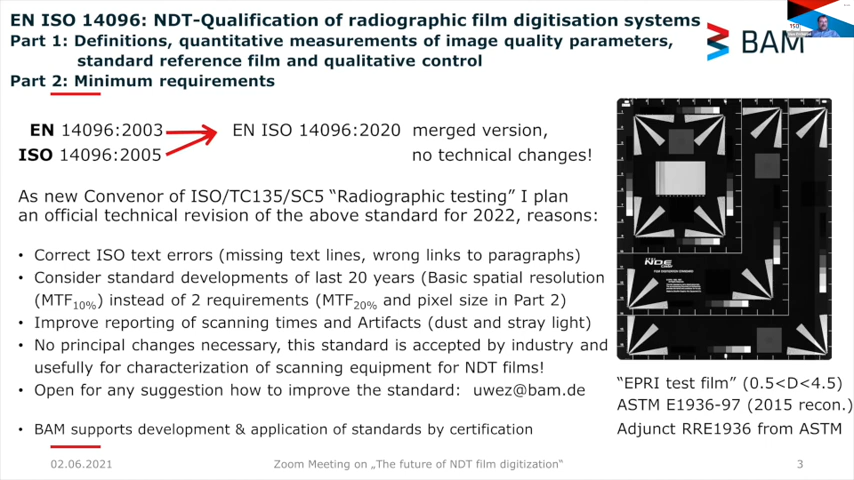 EN ISO 14096: NDT-Qualification of radiographic film digitisation systems
Part 1: Definitions, quantitative measurements of image quality parameters,
standard reference film and qualitative control
Part 2: Minimum requirements
BAM
EN 14096:2003
ISO 14096:2005
EN ISO 14096:2020 merged version,
no technical changes!
As new Convenor of ISO/TC135/SC5 “Radiographic testing” I plan
an official technical revision of the above standard for 2022, reasons:
• Correct ISO text errors (missing text lines, wrong links to paragraphs)
• Consider standard developments of last 20 years (Basic spatial resolution
(MTF10%) instead of 2 requirements (MTF20% and pixel size in Part 2)
• Improve reporting of scanning times and Artifacts (dust and stray light)
• No principal changes necessary, this standard is accepted by industry and
usefully for characterization of scanning equipment for NDT films!
• Open for any suggestion how to improve the standard: uwez@bam.de
• BAM supports development & application of standards by certification
NDE
“EPRI test film” (0.5<D<4.5)
ASTM E1936-97 (2015 recon.)
Adjunct RRE1936 from ASTM
02.06.2021
Zoom Meeting on „The future of NDT film digitization“
3